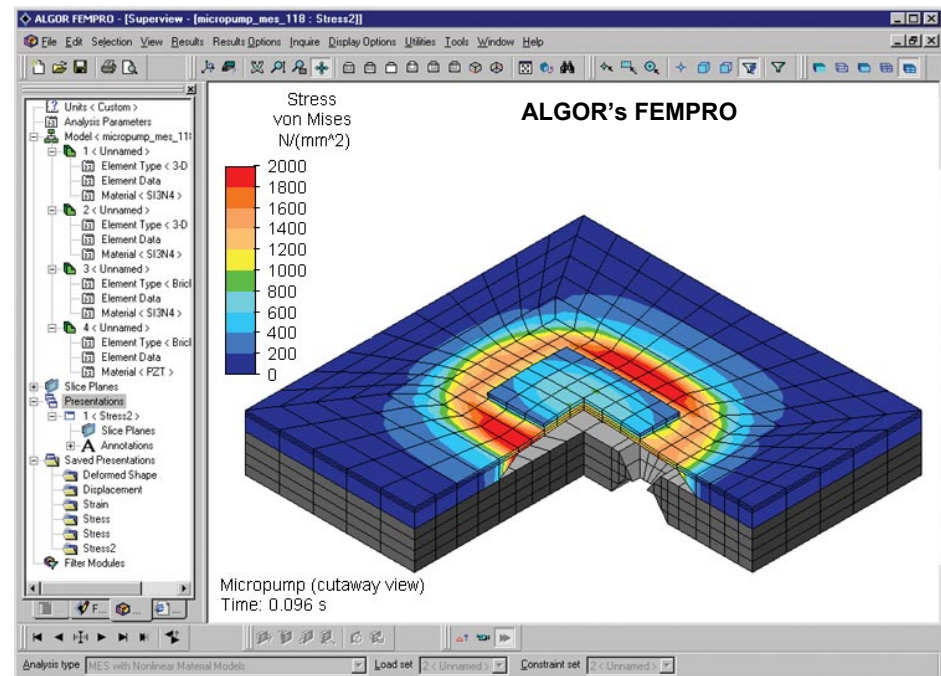 ALGOR FEMPRO - [Superview - [micropump_mes_118 : Stress2]]
File Edit Selection View Results Results Options Inquire Display Options Utilities Tools Window Help
Units < Custom >
Analysis Parameters
Model < micropump_mes_118
1 < Unnamed >
Element Type < 3-D
Element Data
Material < SI3N4 >
2 < Unnamed >
Element Type < 3-D
Element Data
Material < SI3N4 >
3 < Unnamed >
Element Type < Bricl
Element Data
Material < SI3N4 >
4 < Unnamed >
Element Type < Bricl
Element Data
Material < PZT >
Slice Planes
Presentations
1 < Stress2 >
Slice Planes
A Annotations
Saved Presentations
Deformed Shape
Displacement
Strain
Stress
Stress
Stress2
Filter Modules
F...
Stress
von Mises
N/(mm^2)
ALGOR's FEMPRO
2000
1800
1600
1400
1200
1000
800
600
400
200
0
Micropump (cutaway view)
Time: 0.096 s
Analysis type MES with Nonlinear Material Models Load set 2 < Unnamed > Constraint set 2 < Unnamed >